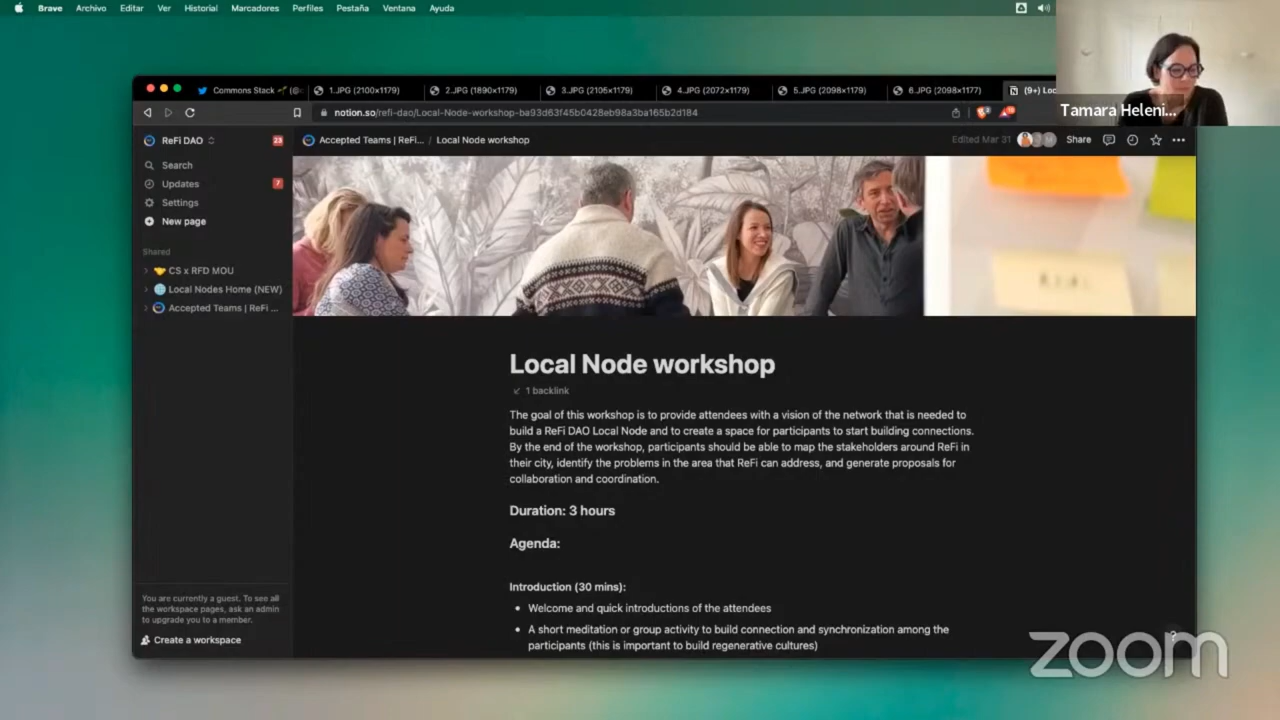 Brave Archivo Editar Ver Historial Marcadores Perfiles Pestaña Ventana Ayuda
Tamara Heleni...
Commons Stack
1.JPG (2100×1179)
2.JPG (1890×1179)
3.JPG (2105×1179)
4.JPG (2072×1179)
5.JPG (2098×1179)
6.JPG (2098×1177)
(9+) Loc
notion.so/refi-dao/Local-Node-workshop-ba93d63f45b0428eb98a3ba165b2d184
ReFi DAO 23
Accepted Teams | ReFi... / Local Node workshop
Edited Mar 31
Share
Search
Updates 7
Settings
New page
Shared
CS x RFD MOU
Local Nodes Home (NEW)
Accepted Teams | ReFi ...
Local Node workshop
1 backlink
The goal of this workshop is to provide attendees with a vision of the network that is needed to
build a ReFi DAO Local Node and to create a space for participants to start building connections.
By the end of the workshop, participants should be able to map the stakeholders around ReFi in
their city, identify the problems in the area that ReFi can address, and generate proposals for
collaboration and coordination.
Duration: 3 hours
Agenda:
Introduction (30 mins):
• Welcome and quick introductions of the attendees
• A short meditation or group activity to build connection and synchronization among the
participants (this is important to build regenerative cultures)
You are currently a guest. To see all
the workspace pages, ask an admin
to upgrade you to a member.
Create a workspace
?
zoom